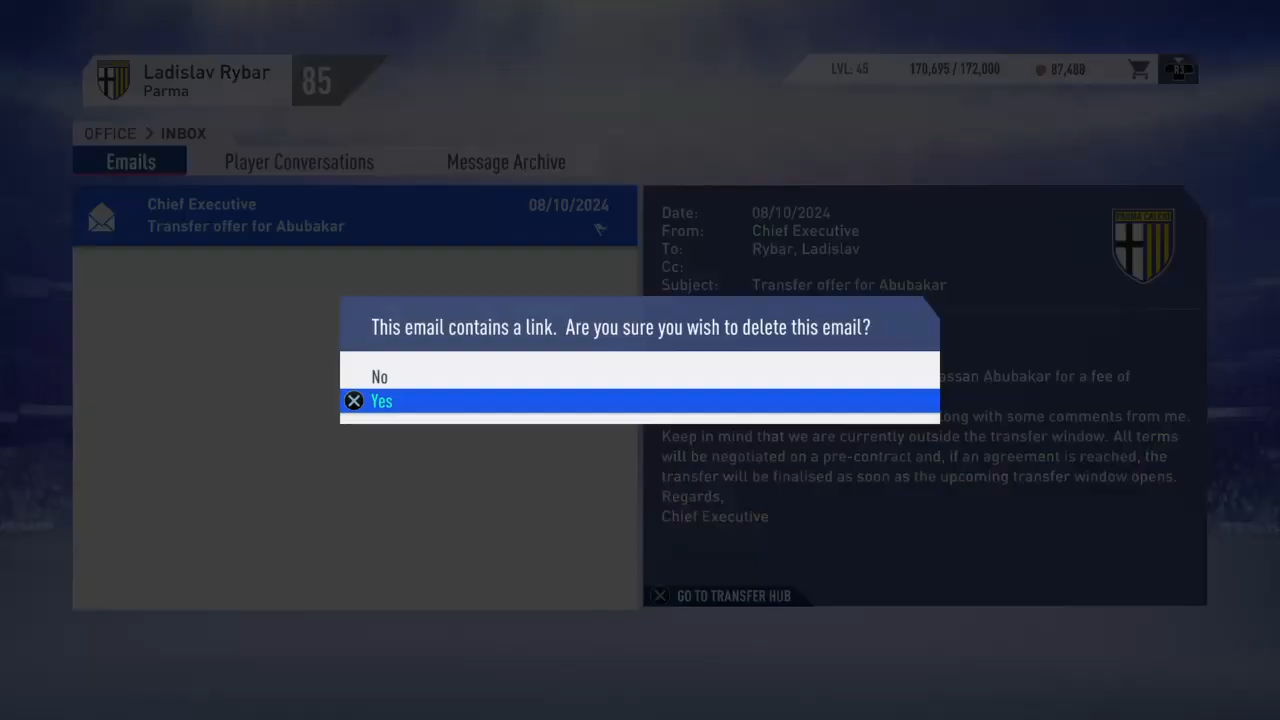 Ladislav Rybar
Parma
85
LVL: 45
170,695 / 172,000
87,488
R3
OFFICE > INBOX
Emails
Player Conversations
Message Archive
Chief Executive
08/10/2024
Transfer offer for Abubakar
Date: 08/10/2024
From: Chief Executive
To: Rybar, Ladislav
Cc:
Subject: Transfer offer for Abubakar
PARMA CALCIO
This email contains a link. Are you sure you wish to delete this email?
No
Yes
assan Abubakar for a fee of
ong with some comments from me.
Keep in mind that we are currently outside the transfer window. All terms
will be negotiated on a pre-contract and, if an agreement is reached, the
transfer will be finalised as soon as the upcoming transfer window opens.
Regards,
Chief Executive
GO TO TRANSFER HUB